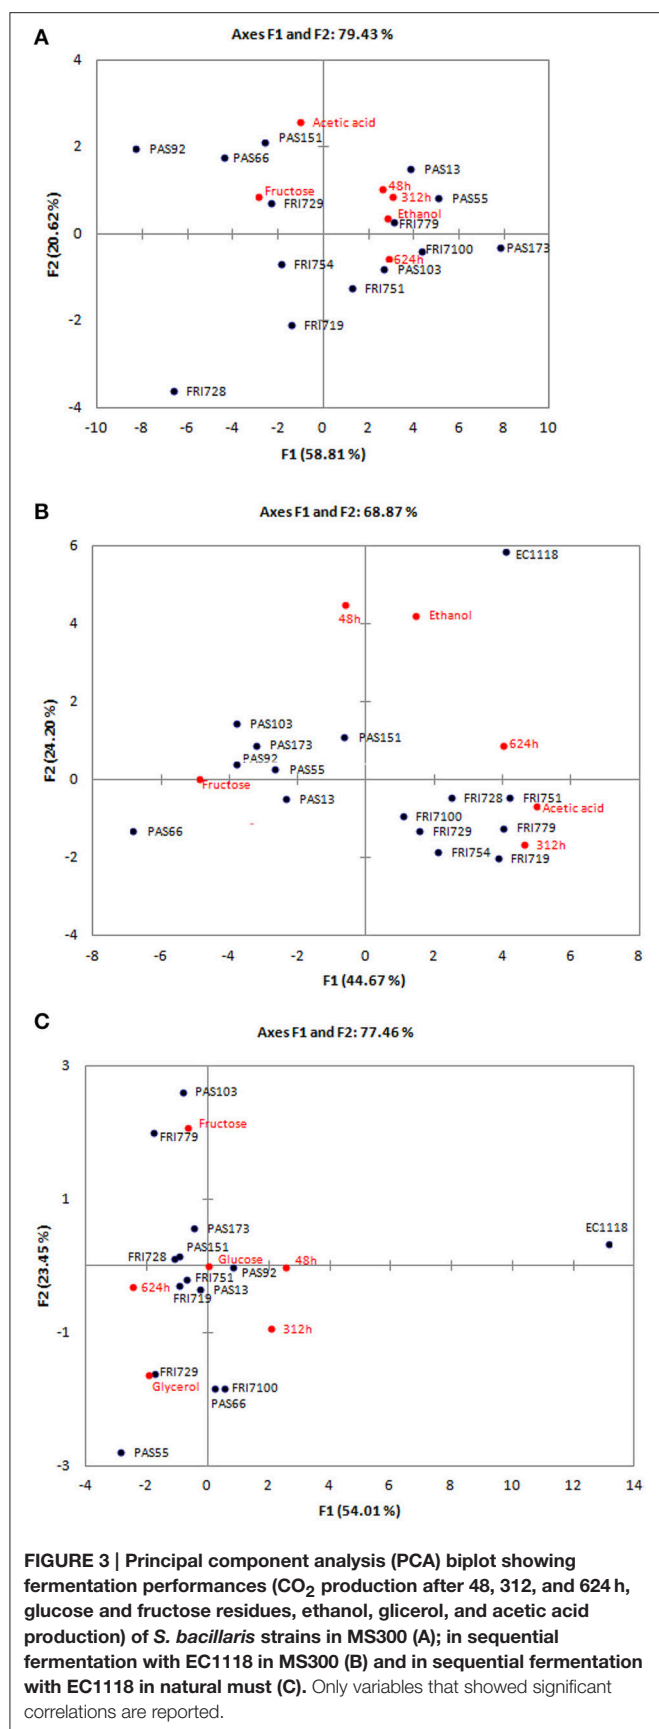 A
Axes F1 and F2: 79.43 %
4
Acetic acid
PAS151
PAS92
PAS66
2
PAS13
48h
312h
PAS55
Fructose
FRI729
Ethanol
FRI779
0
FRI7100
PAS173
624h
PAS103
FRI754
FRI751
-2
FRI719
FRI728
-4
-10 -8 -6 -4 -2 0 2 4 6 8 10
F2 (20.62 %)
F1 (58.81 %)
B
Axes F1 and F2: 68.87 %
6
EC1118
48h
Ethanol
4
2
PAS103
PAS173
PAS151
624h
PAS92
PAS55
0
Fructose
PAS13
FRI728
FRI751
Acetic acid
FRI7100
PAS66
FRI729
FRI779
312h
FRI754
FRI719
-2
-4
-8 -6 -4 -2 0 2 4 6 8
F2 (24.20 %)
F1 (44.67 %)
C
Axes F1 and F2: 77.46 %
3
PAS103
Fructose
FRI779
1
PAS173
EC1118
PAS151
FRI728
Glucose
48h
PAS92
FRI751
624h
PAS13
FRI719
312h
-1
FRI729
Glycerol
FRI7100
PAS66
PAS55
-3
-4 -2 0 2 4 6 8 10 12 14
F2 (23.45 %)
F1 (54.01 %)
FIGURE 3 | Principal component analysis (PCA) biplot showing
fermentation performances (CO2 production after 48, 312, and 624 h,
glucose and fructose residues, ethanol, glicerol, and acetic acid
production) of S. bacillaris strains in MS300 (A); in sequential
fermentation with EC1118 in MS300 (B) and in sequential fermentation
with EC1118 in natural must (C). Only variables that showed significant
correlations are reported.